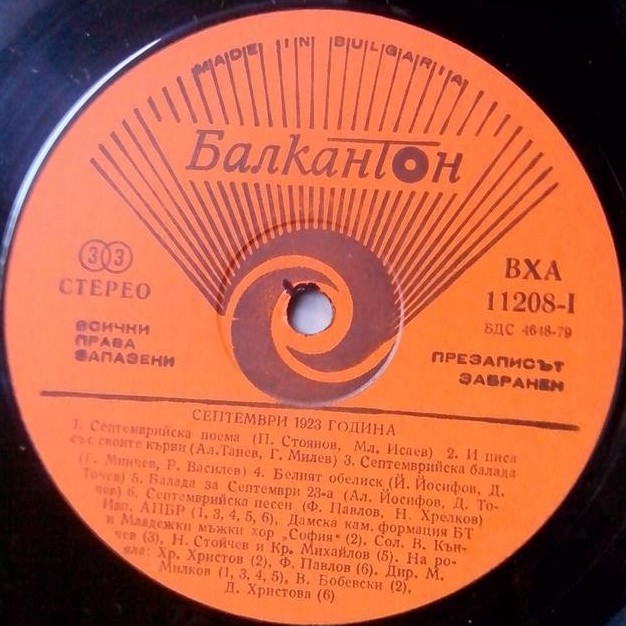 MADE IN BULGARIA
Балкантон
33
СТЕРЕО
ВСИЧКИ
ПРАВА
ЗАПАЗЕНИ
ВХА
11208-I
БДС 4648-79
ПРЕЗАПИСЪТ
ЗАБРАНЕН
СЕПТЕМВРИ 1923 ГОДИНА
1. Септемврийска поема (П. Стоянов, Мл. Исаев) 2. И писа
със своите кърви (Ал. Танев, Г. Милев) 3. Септемврийска балада
(Г. Минчев, Р. Василев) 4. Белият обелиск (Й. Йосифов, Д.
Точев) 5. Балада за Септември 23-а (Ал. Йосифов, Д. То-
чев) 6. Септемврийска песен (Ф. Павлов, Н. Хрелков)
Изп. АПБР (1, 3, 4, 5, 6), Дамска кам. формация БТ
и Младежки мъжки хор „София" (2). Сол. В. Кън-
чев (3), Н. Стойчев и Кр. Михайлов (5). На ро-
яла: Хр. Христов (2), Ф. Павлов (6). Дир. М.
Милков (1, 3, 4, 5), В. Бобевски (2),
Д. Христова (6)